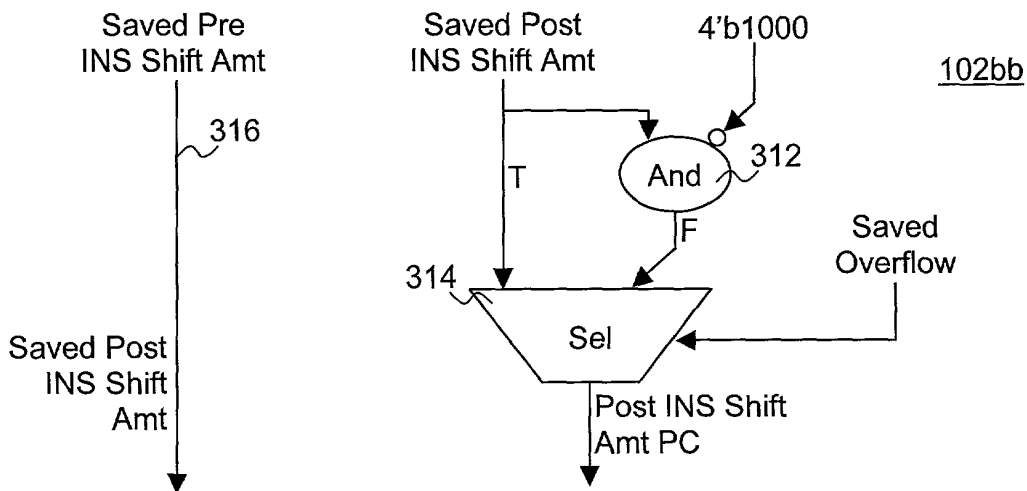 Saved Pre
INS Shift Amt
316
Saved Post
INS Shift
Amt
Saved Post
INS Shift Amt
4'b1000
102bb
T
And
312
F
Saved
Overflow
314
Sel
Post INS Shift
Amt PC